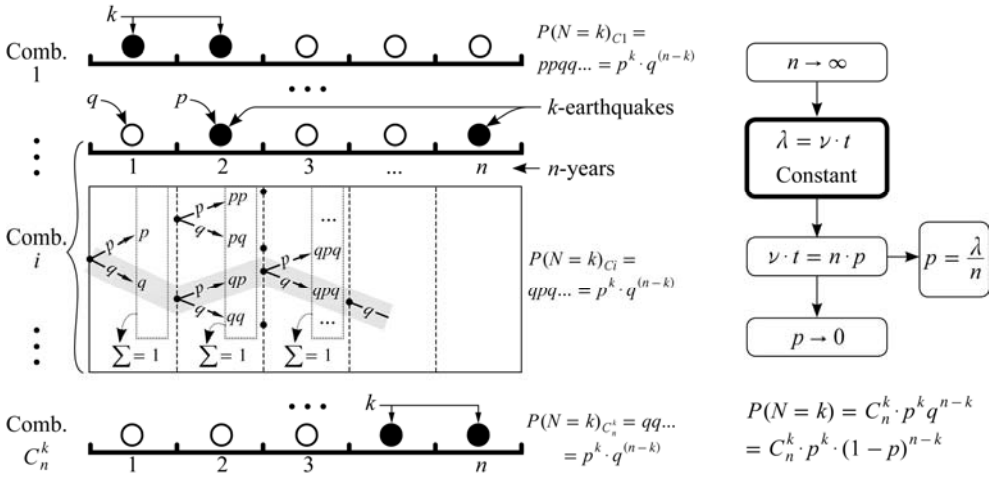 k
Comb.
1
P(N = k)_{C1} =
ppqq... = p^k · q^{(n-k)}
...
q
p
k-earthquakes
1 2 3 ... n
n-years
Comb.
i
p p
q q
p pp
q pq
p qp
q qq
...
p qpq
q qpq
...
q
∑ = 1
∑ = 1
∑ = 1
P(N = k)_{Ci} =
qpq... = p^k · q^{(n-k)}
...
k
Comb.
C_n^k
1 2 3 n
P(N = k)_{C_n^k} = qq...
= p^k · q^{(n-k)}
n → ∞
λ = ν · t
Constant
ν · t = n · p
p = λ/n
p → 0
P(N = k) = C_n^k · p^k q^{n-k}
= C_n^k · p^k · (1 - p)^{n-k}